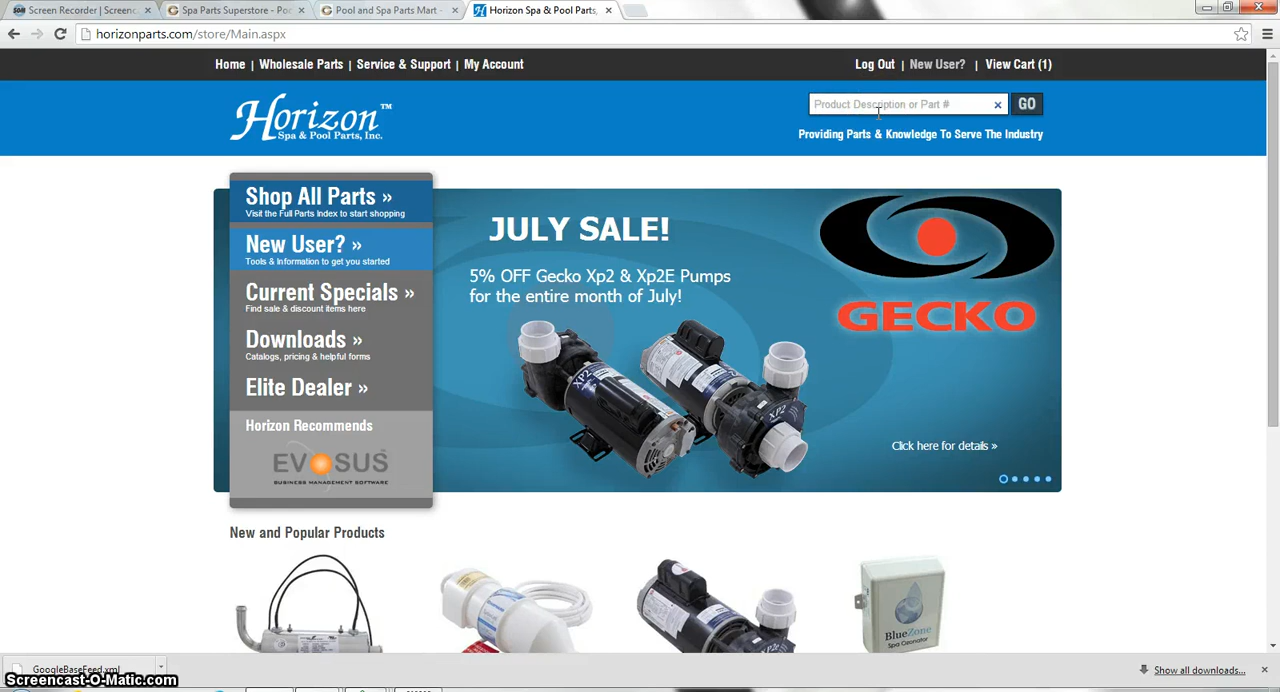 Screen Recorder | Screenc
Spa Parts Superstore - Poo
Pool and Spa Parts Mart -
Horizon Spa & Pool Parts,
horizonparts.com/store/Main.aspx
Home | Wholesale Parts | Service & Support | My Account
Log Out | New User? | View Cart (1)
Horizon™
Spa & Pool Parts, Inc.
Product Description or Part #
GO
Providing Parts & Knowledge To Serve The Industry
Shop All Parts »
Visit the Full Parts Index to start shopping
New User? »
Tools & Information to get you started
Current Specials »
Find sale & discount items here
Downloads »
Catalogs, pricing & helpful forms
Elite Dealer »
Horizon Recommends
EVOSUS
BUSINESS MANAGEMENT SOFTWARE
JULY SALE!
5% OFF Gecko Xp2 & Xp2E Pumps
for the entire month of July!
GECKO
XP2
XP2
Click here for details »
New and Popular Products
XP2
BlueZone
Spa Ozonator
GoogleBaseFeed.xml
Show all downloads...
Screencast-O-Matic.com